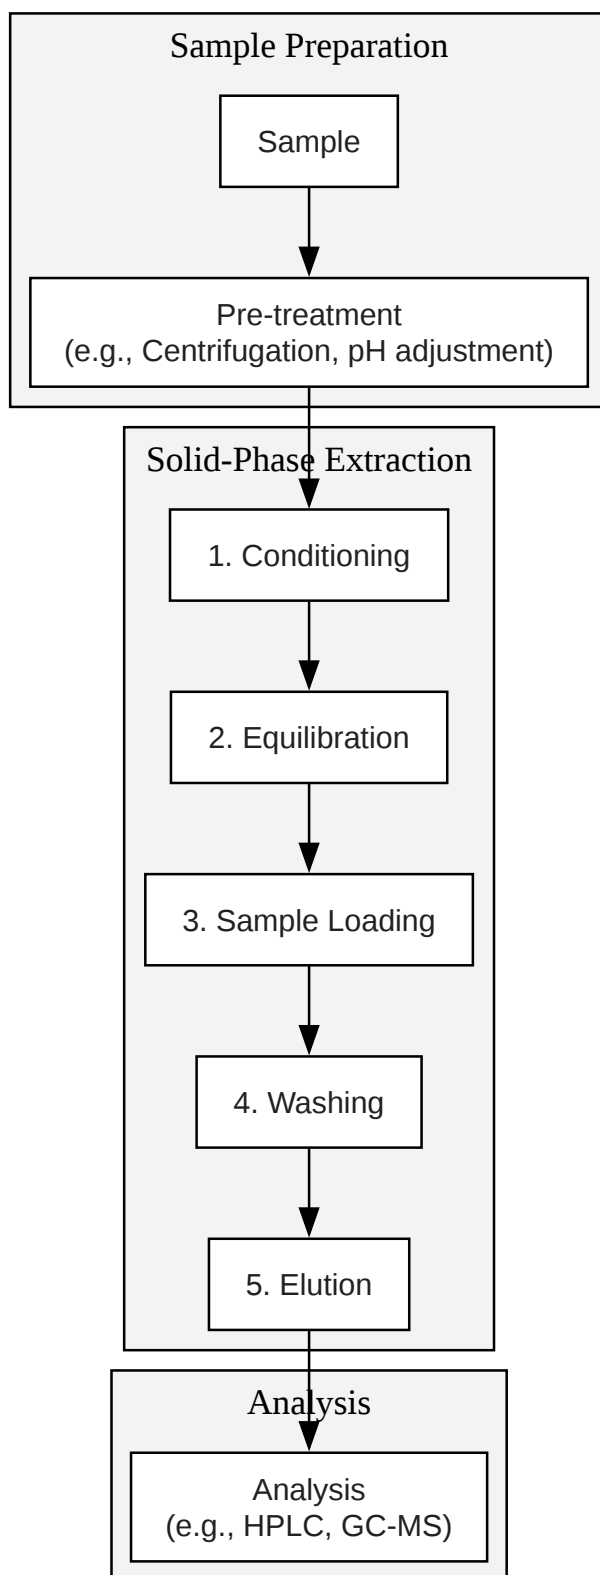 Sample Preparation
Sample
Pre-treatment
(e.g., Centrifugation, pH adjustment)
Solid-Phase Extraction
1. Conditioning
2. Equilibration
3. Sample Loading
4. Washing
5. Elution
Analysis
Analysis
(e.g., HPLC, GC-MS)